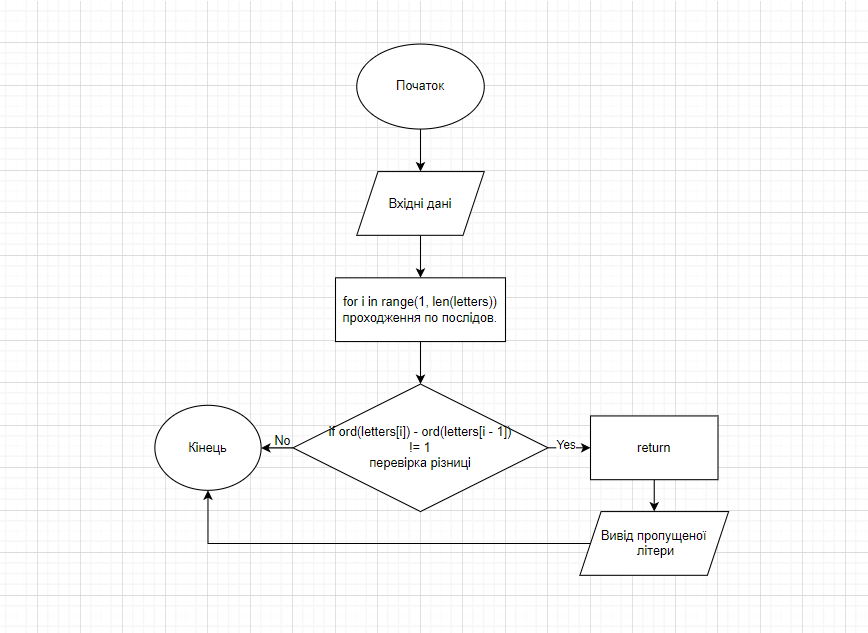 Початок
Вхідні дані
for i in range(1, len(letters))
проходження по послідов.
if ord(letters[i]) - ord(letters[i - 1])
!= 1
перевірка різниці
No
Кінець
Yes
return
Вивід пропущеної
літери